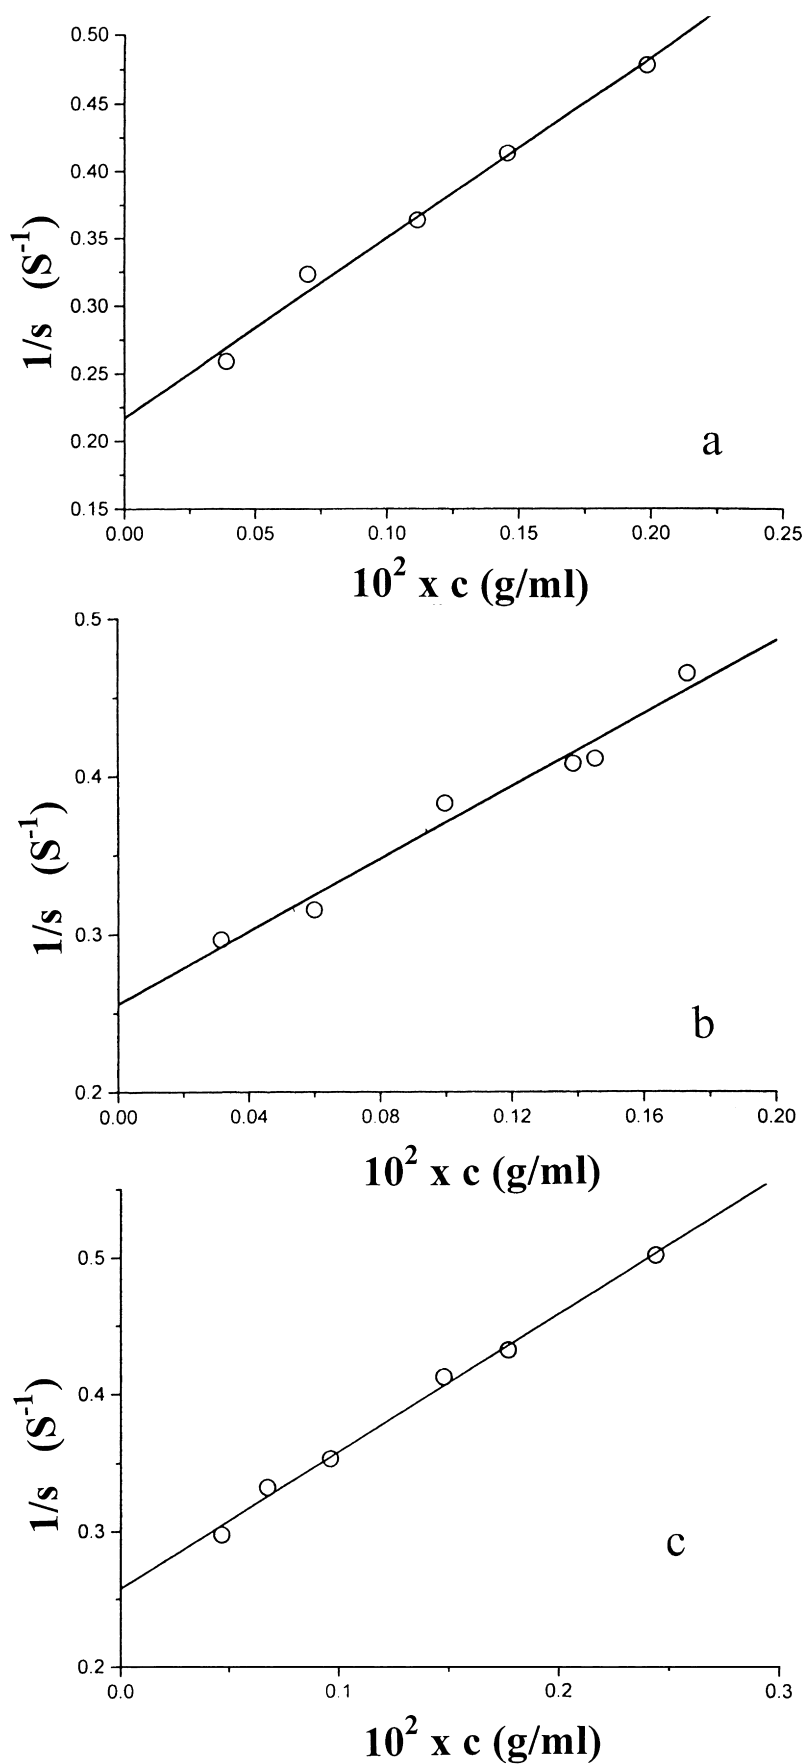 0.50
0.45
0.40
0.35
0.30
0.25
0.20
0.15
1/s (S⁻¹)
a
0.00 0.05 0.10 0.15 0.20 0.25
10² x c (g/ml)
0.5
0.4
0.3
0.2
1/s (S⁻¹)
b
0.00 0.04 0.08 0.12 0.16 0.20
10² x c (g/ml)
0.5
0.4
0.3
0.2
1/s (S⁻¹)
c
0.0 0.1 0.2 0.3
10² x c (g/ml)